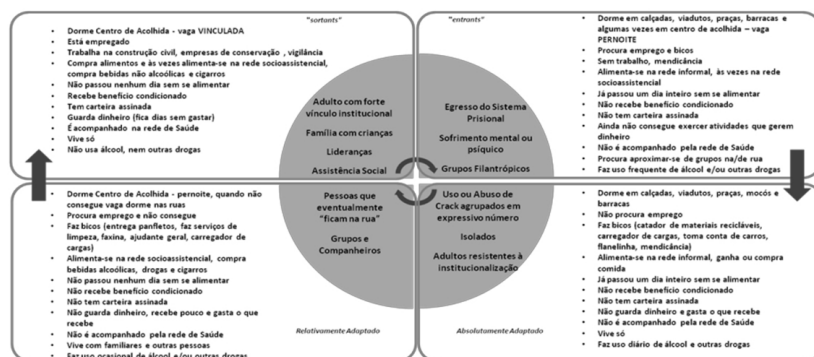 "sortants"
• Dorme Centro de Acolhida - vaga VINCULADA
• Está empregado
• Trabalha na construção civil, empresas de conservação , vigilância
• Compra alimentos e às vezes alimenta-se na rede socioassistencial,
compra bebidas não alcoólicas e cigarros
• Não passou nenhum dia sem se alimentar
• Recebe benefício condicionado
• Tem carteira assinada
• Guarda dinheiro (fica dias sem gastar)
• É acompanhado na rede de Saúde
• Vive só
• Não usa álcool, nem outras drogas
Adulto com forte
vínculo institucional
Família com crianças
Lideranças
Assistência Social
"entronts"
• Dorme em calçadas, viadutos, praças, barracas e
algumas vezes em centro de acolhida – vaga
PERNOITE
• Procura emprego e bicos
• Sem trabalho, mendicância
• Alimenta-se na rede informal, às vezes na rede
socioassistencial
• Já passou um dia inteiro sem se alimentar
• Não recebe benefício condicionado
• Não tem carteira assinada
• Ainda não consegue exercer atividades que gerem
dinheiro
• Não é acompanhado pela rede de Saúde
• Procura aproximar-se de grupos na/de rua
• Faz uso frequente de álcool e/ou outras drogas
Egresso do Sistema
Prisional
Sofrimento mental ou
psíquico
Grupos Filantrópicos
• Dorme Centro de Acolhida - pernoite, quando não
consegue vaga dorme nas ruas
• Procura emprego e não consegue
• Faz bicos (entrega panfletos, faz serviços de
limpeza, faxina, ajudante geral, carregador de
cargas)
• Alimenta-se na rede socioassistencial, compra
bebidas alcoólicas, drogas e cigarros
• Não passou nenhum dia sem se alimentar
• Não recebe benefício condicionado
• Não tem carteira assinada
• Não guarda dinheiro, recebe pouco e gasta o que
recebe
• Não é acompanhado pela rede de Saúde
• Vive com familiares e outras pessoas
• Faz uso ocasional de álcool e/ou outras drogas
Pessoas que
eventualmente
"ficam na rua"
Grupos e
Companheiros
Relativamente Adaptado
Uso ou Abuso de
Crack agrupados em
expressivo número
Isolados
Adultos resistentes à
institucionalização
Absolutamente Adaptado
• Dorme em calçadas, viadutos, praças, mocós e
barracas
• Não procura emprego
• Faz bicos (catador de materiais recicláveis,
carregador de cargas, toma conta de carros,
flanelinha, mendicância)
• Alimenta-se na rede informal, ganha ou compra
comida
• Já passou um dia inteiro sem se alimentar
• Não recebe benefício condicionado
• Não tem carteira assinada
• Não guarda dinheiro e gasta o que recebe
• Não é acompanhado pela rede de Saúde
• Vive só
• Faz uso diário de álcool e outras drogas